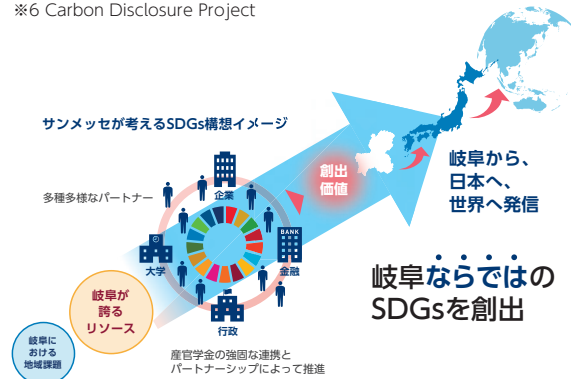 ※6 Carbon Disclosure Project
サンメッセが考えるSDGs構想イメージ
多種多様なパートナー
企業
創出
価値
岐阜から、
日本へ、
世界へ発信
大学
BANK
金融
岐阜ならではの
SDGsを創出
岐阜が
誇る
リソース
行政
岐阜に
おける
地域課題
産官学金の強固な連携と
パートナーシップによって推進